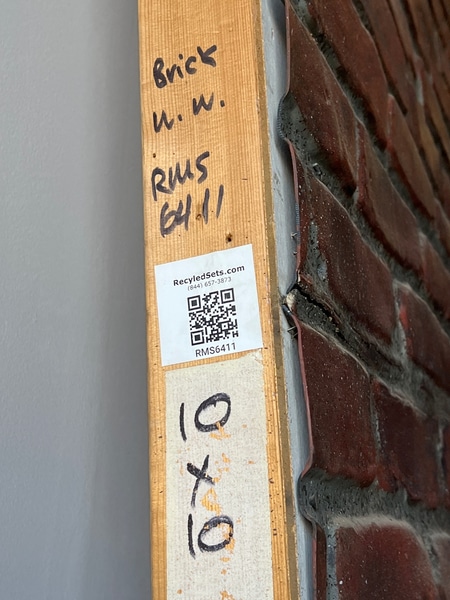 Brick
W.W.
RMS
6411
RecyledSets.com
(844) 657-3873
RMS6411
10
X
10